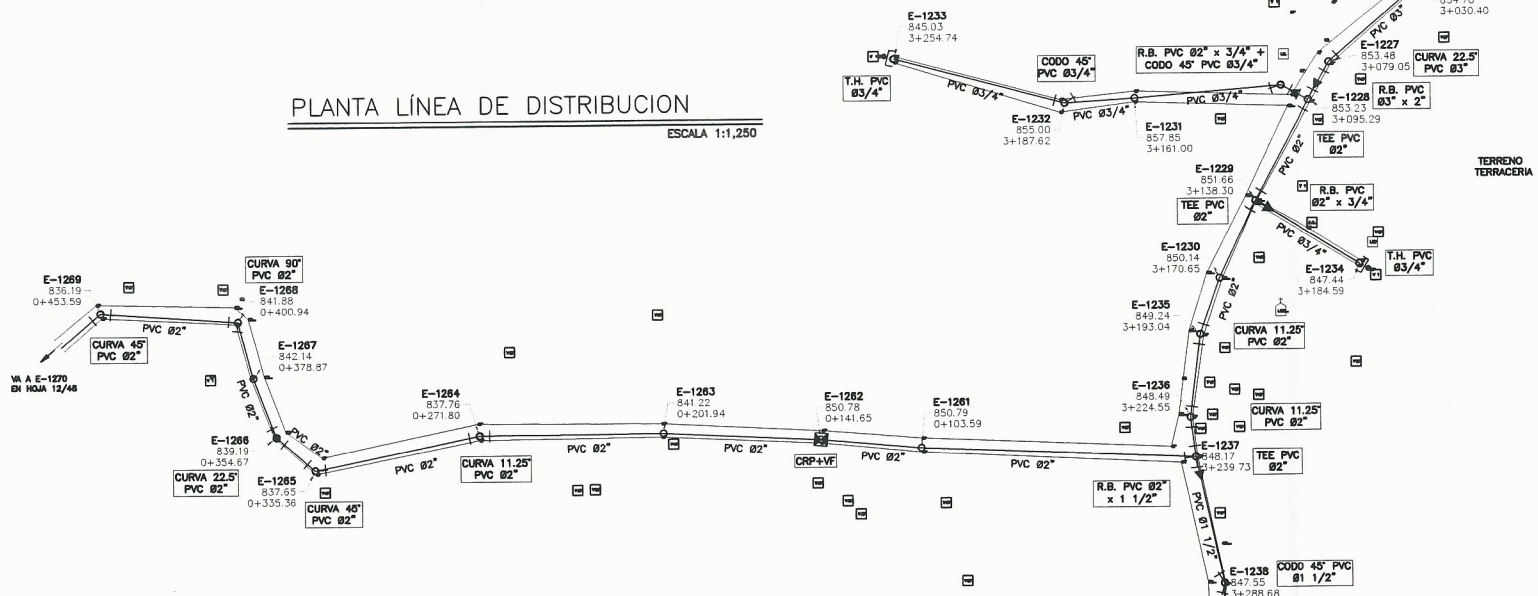 PLANTA LÍNEA DE DISTRIBUCION
ESCALA 1:1,250
E-1233
845.03
3+254.74
T.H. PVC
Ø3/4"
PVC Ø3/4"
CODO 45°
PVC Ø3/4"
E-1232
855.00
3+187.62
PVC Ø3/4"
E-1231
857.85
3+161.00
R.B. PVC Ø2" x 3/4" +
CODO 45° PVC Ø3/4"
PVC Ø3/4"
3+030.40
PVC Ø3"
E-1227
853.48
3+079.05
CURVA 22.5°
PVC Ø3"
R.B. PVC
Ø3" x 2"
E-1228
853.23
3+095.29
TEE PVC
Ø2"
PVC Ø2"
TERRENO
TERRACERIA
E-1229
851.66
3+138.30
TEE PVC
Ø2"
R.B. PVC
Ø2" x 3/4"
PVC Ø3/4"
T.H. PVC
Ø3/4"
E-1234
847.44
3+184.59
E-1230
850.14
3+170.65
PVC Ø2"
E-1235
849.24
3+193.04
CURVA 11.25°
PVC Ø2"
E-1236
848.49
3+224.55
CURVA 11.25°
PVC Ø2"
E-1237
848.17
3+239.73
TEE PVC
Ø2"
R.B. PVC Ø2"
x 1 1/2"
PVC Ø1 1/2"
E-1238
847.55
3+288.68
CODO 45° PVC
Ø1 1/2"
E-1269
836.19
0+453.59
CURVA 90°
PVC Ø2"
E-1268
841.88
0+400.94
PVC Ø2"
CURVA 45°
PVC Ø2"
VA A E-1270
EN HOJA 12/46
E-1267
842.14
0+378.87
PVC Ø2"
E-1266
839.19
0+354.67
CURVA 22.5°
PVC Ø2"
PVC Ø2"
E-1265
837.65
0+335.36
CURVA 45°
PVC Ø2"
PVC Ø2"
E-1264
837.76
0+271.80
CURVA 11.25°
PVC Ø2"
PVC Ø2"
E-1263
841.22
0+201.94
PVC Ø2"
E-1262
850.78
0+141.65
CRP+VF
PVC Ø2"
E-1261
850.79
0+103.59
PVC Ø2"